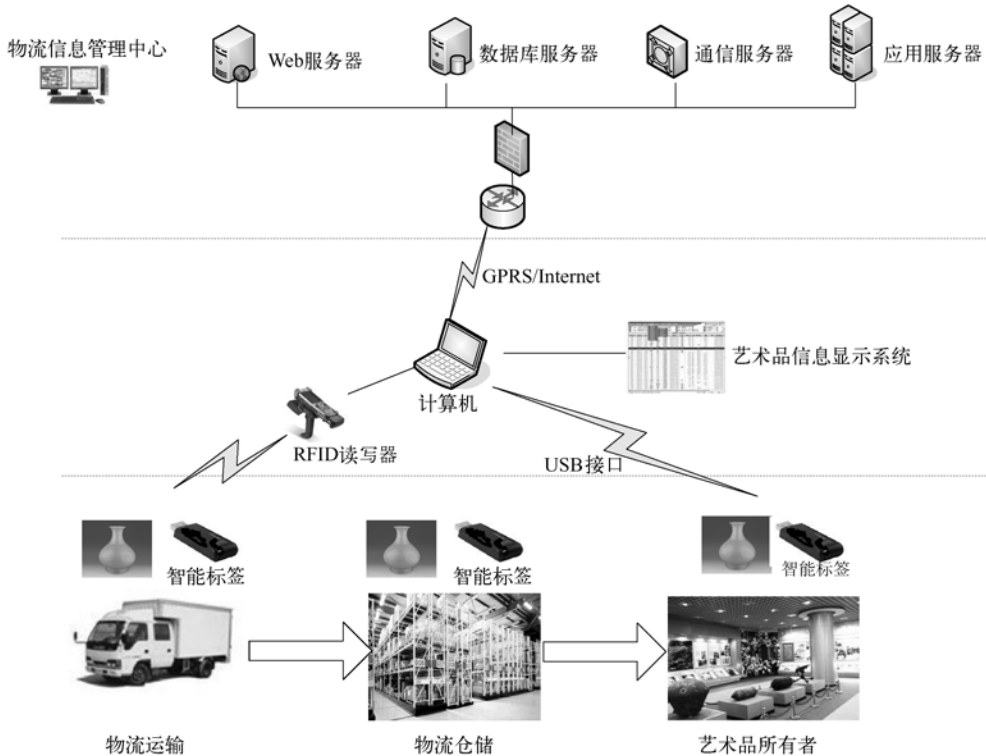 物流信息管理中心
Web服务器
数据库服务器
通信服务器
应用服务器
GPRS/Internet
艺术品信息显示系统
计算机
RFID读写器
USB接口
智能标签
智能标签
智能标签
物流运输
物流仓储
艺术品所有者